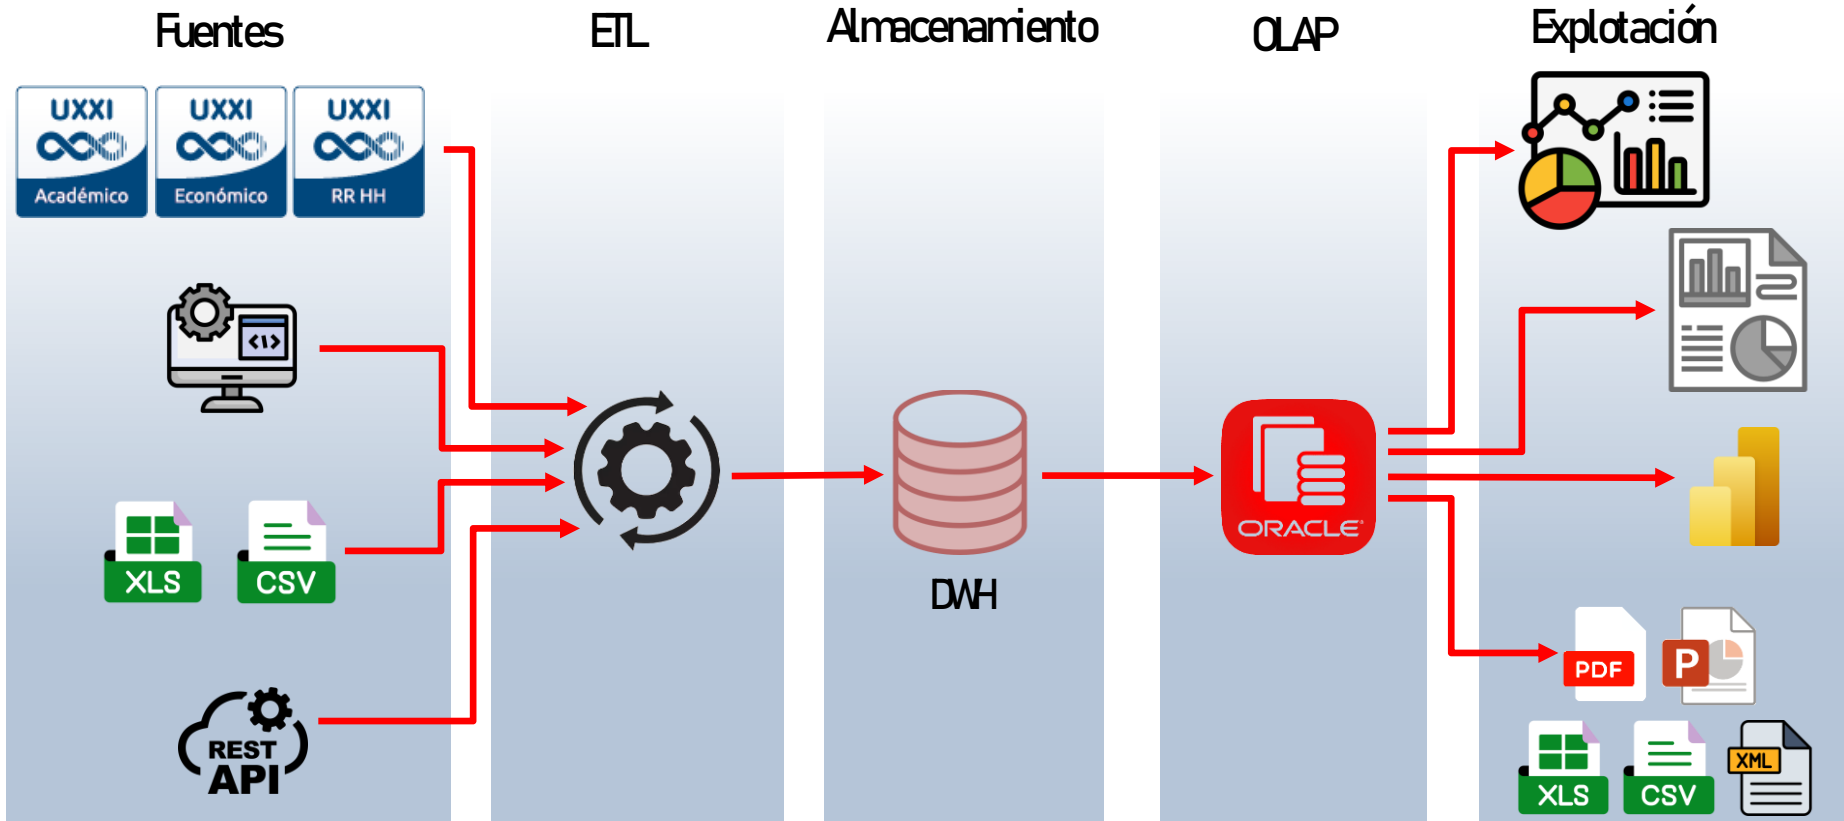 Fuentes
ETL
Almacenamiento
OLAP
Explotación
UXXI
Académico
UXXI
Económico
UXXI
RR HH
XLS
CSV
REST
API
DWH
ORACLE
PDF
P
XLS
CSV
XML